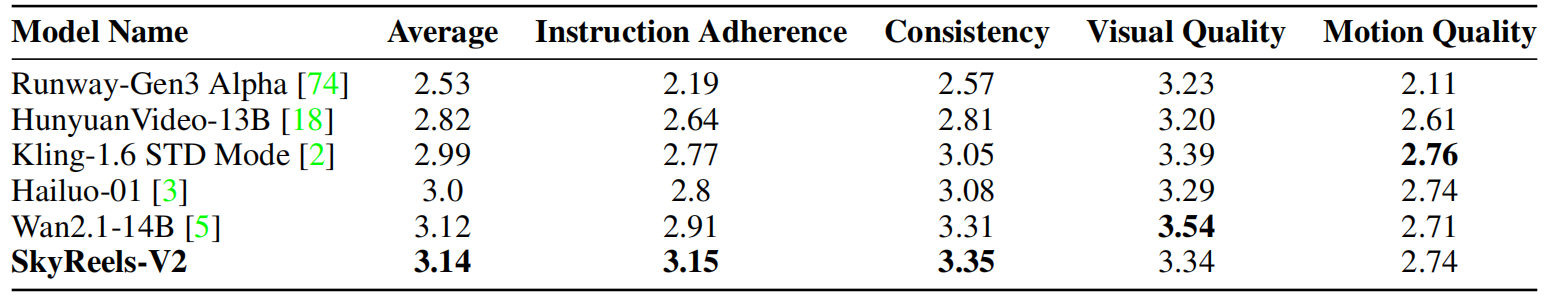 Model Name Average Instruction Adherence Consistency Visual Quality Motion Quality
Runway-Gen3 Alpha [74] 2.53 2.19 2.57 3.23 2.11
HunyuanVideo-13B [18] 2.82 2.64 2.81 3.20 2.61
Kling-1.6 STD Mode [2] 2.99 2.77 3.05 3.39 2.76
Hailuo-01 [3] 3.0 2.8 3.08 3.29 2.74
Wan2.1-14B [5] 3.12 2.91 3.31 3.54 2.71
SkyReels-V2 3.14 3.15 3.35 3.34 2.74